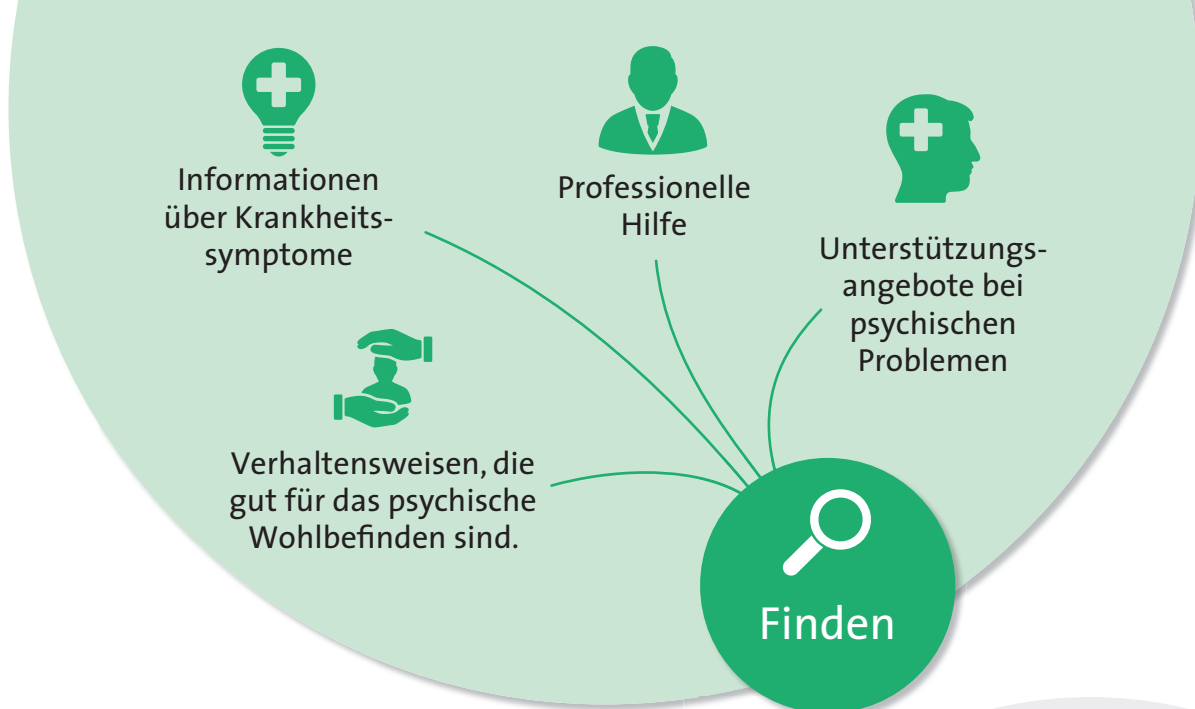 Informationen
über Krankheits-
symptome
Professionelle
Hilfe
Unterstützungs-
angebote bei
psychischen
Problemen
Verhaltensweisen, die
gut für das psychische
Wohlbefinden sind.
Finden